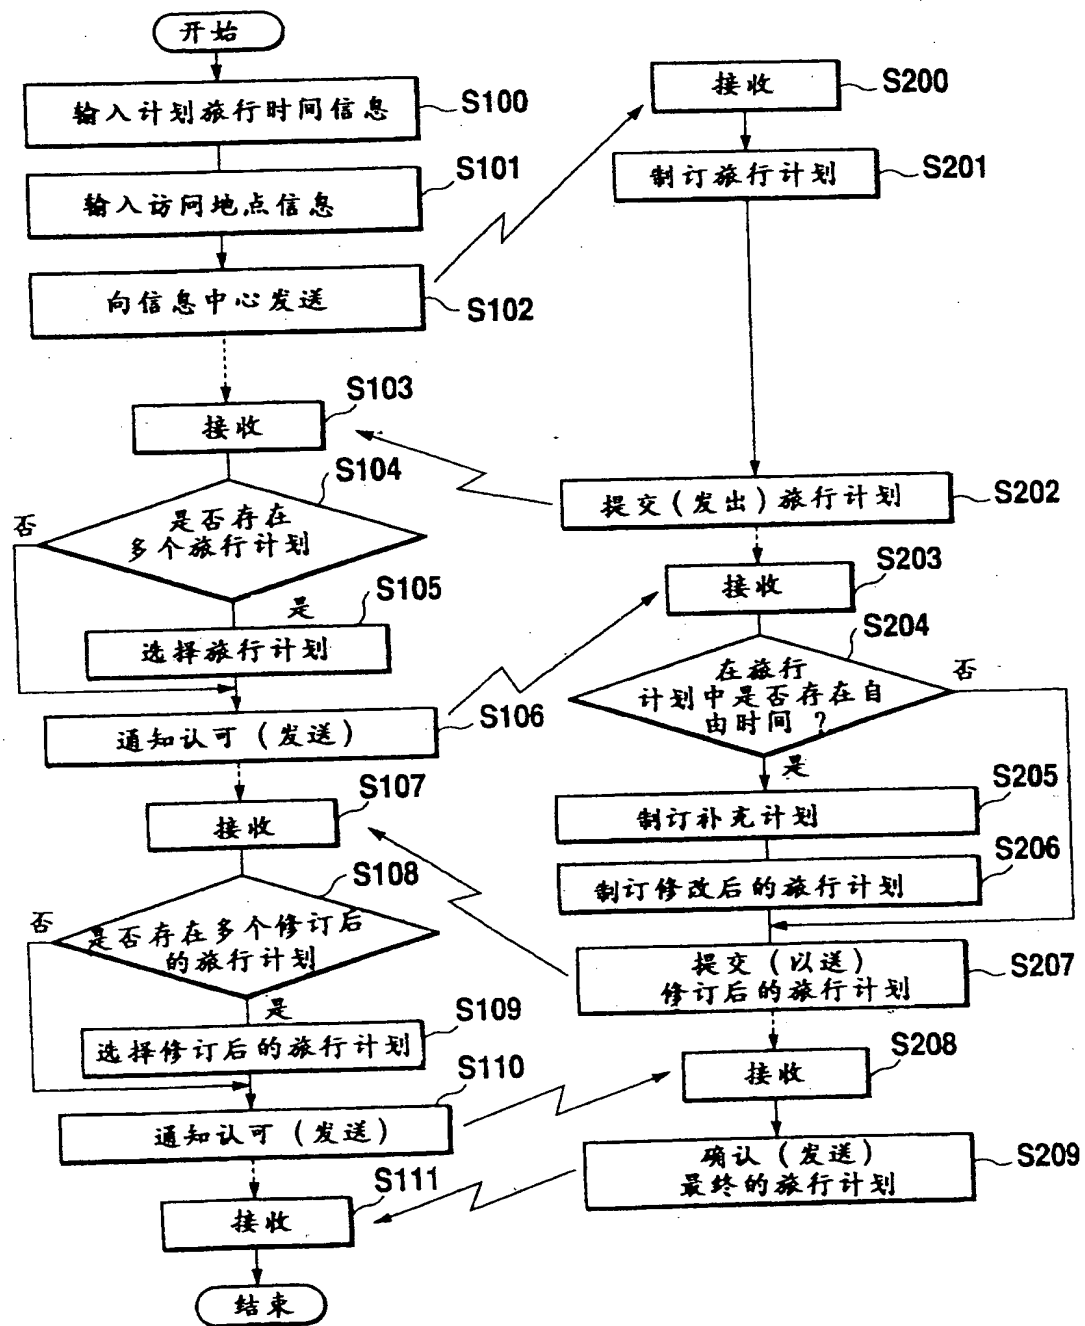 开始
输入计划旅行时间信息
S100
输入访问地点信息
S101
向信息中心发送
S102
接收
S103
是否存在
多个旅行计划
S104
否
是
选择旅行计划
S105
通知认可（发送）
S106
接收
S107
是否存在多个修订后
的旅行计划
S108
否
是
选择修订后的旅行计划
S109
通知认可（发送）
S110
接收
S111
结束
接收
S200
制订旅行计划
S201
提交（发出）旅行计划
S202
接收
S203
在旅行
计划中是否存在自
由时间？
S204
否
是
制订补充计划
S205
制订修改后的旅行计划
S206
提交（以送）
修订后的旅行计划
S207
接收
S208
确认（发送）
最终的旅行计划
S209